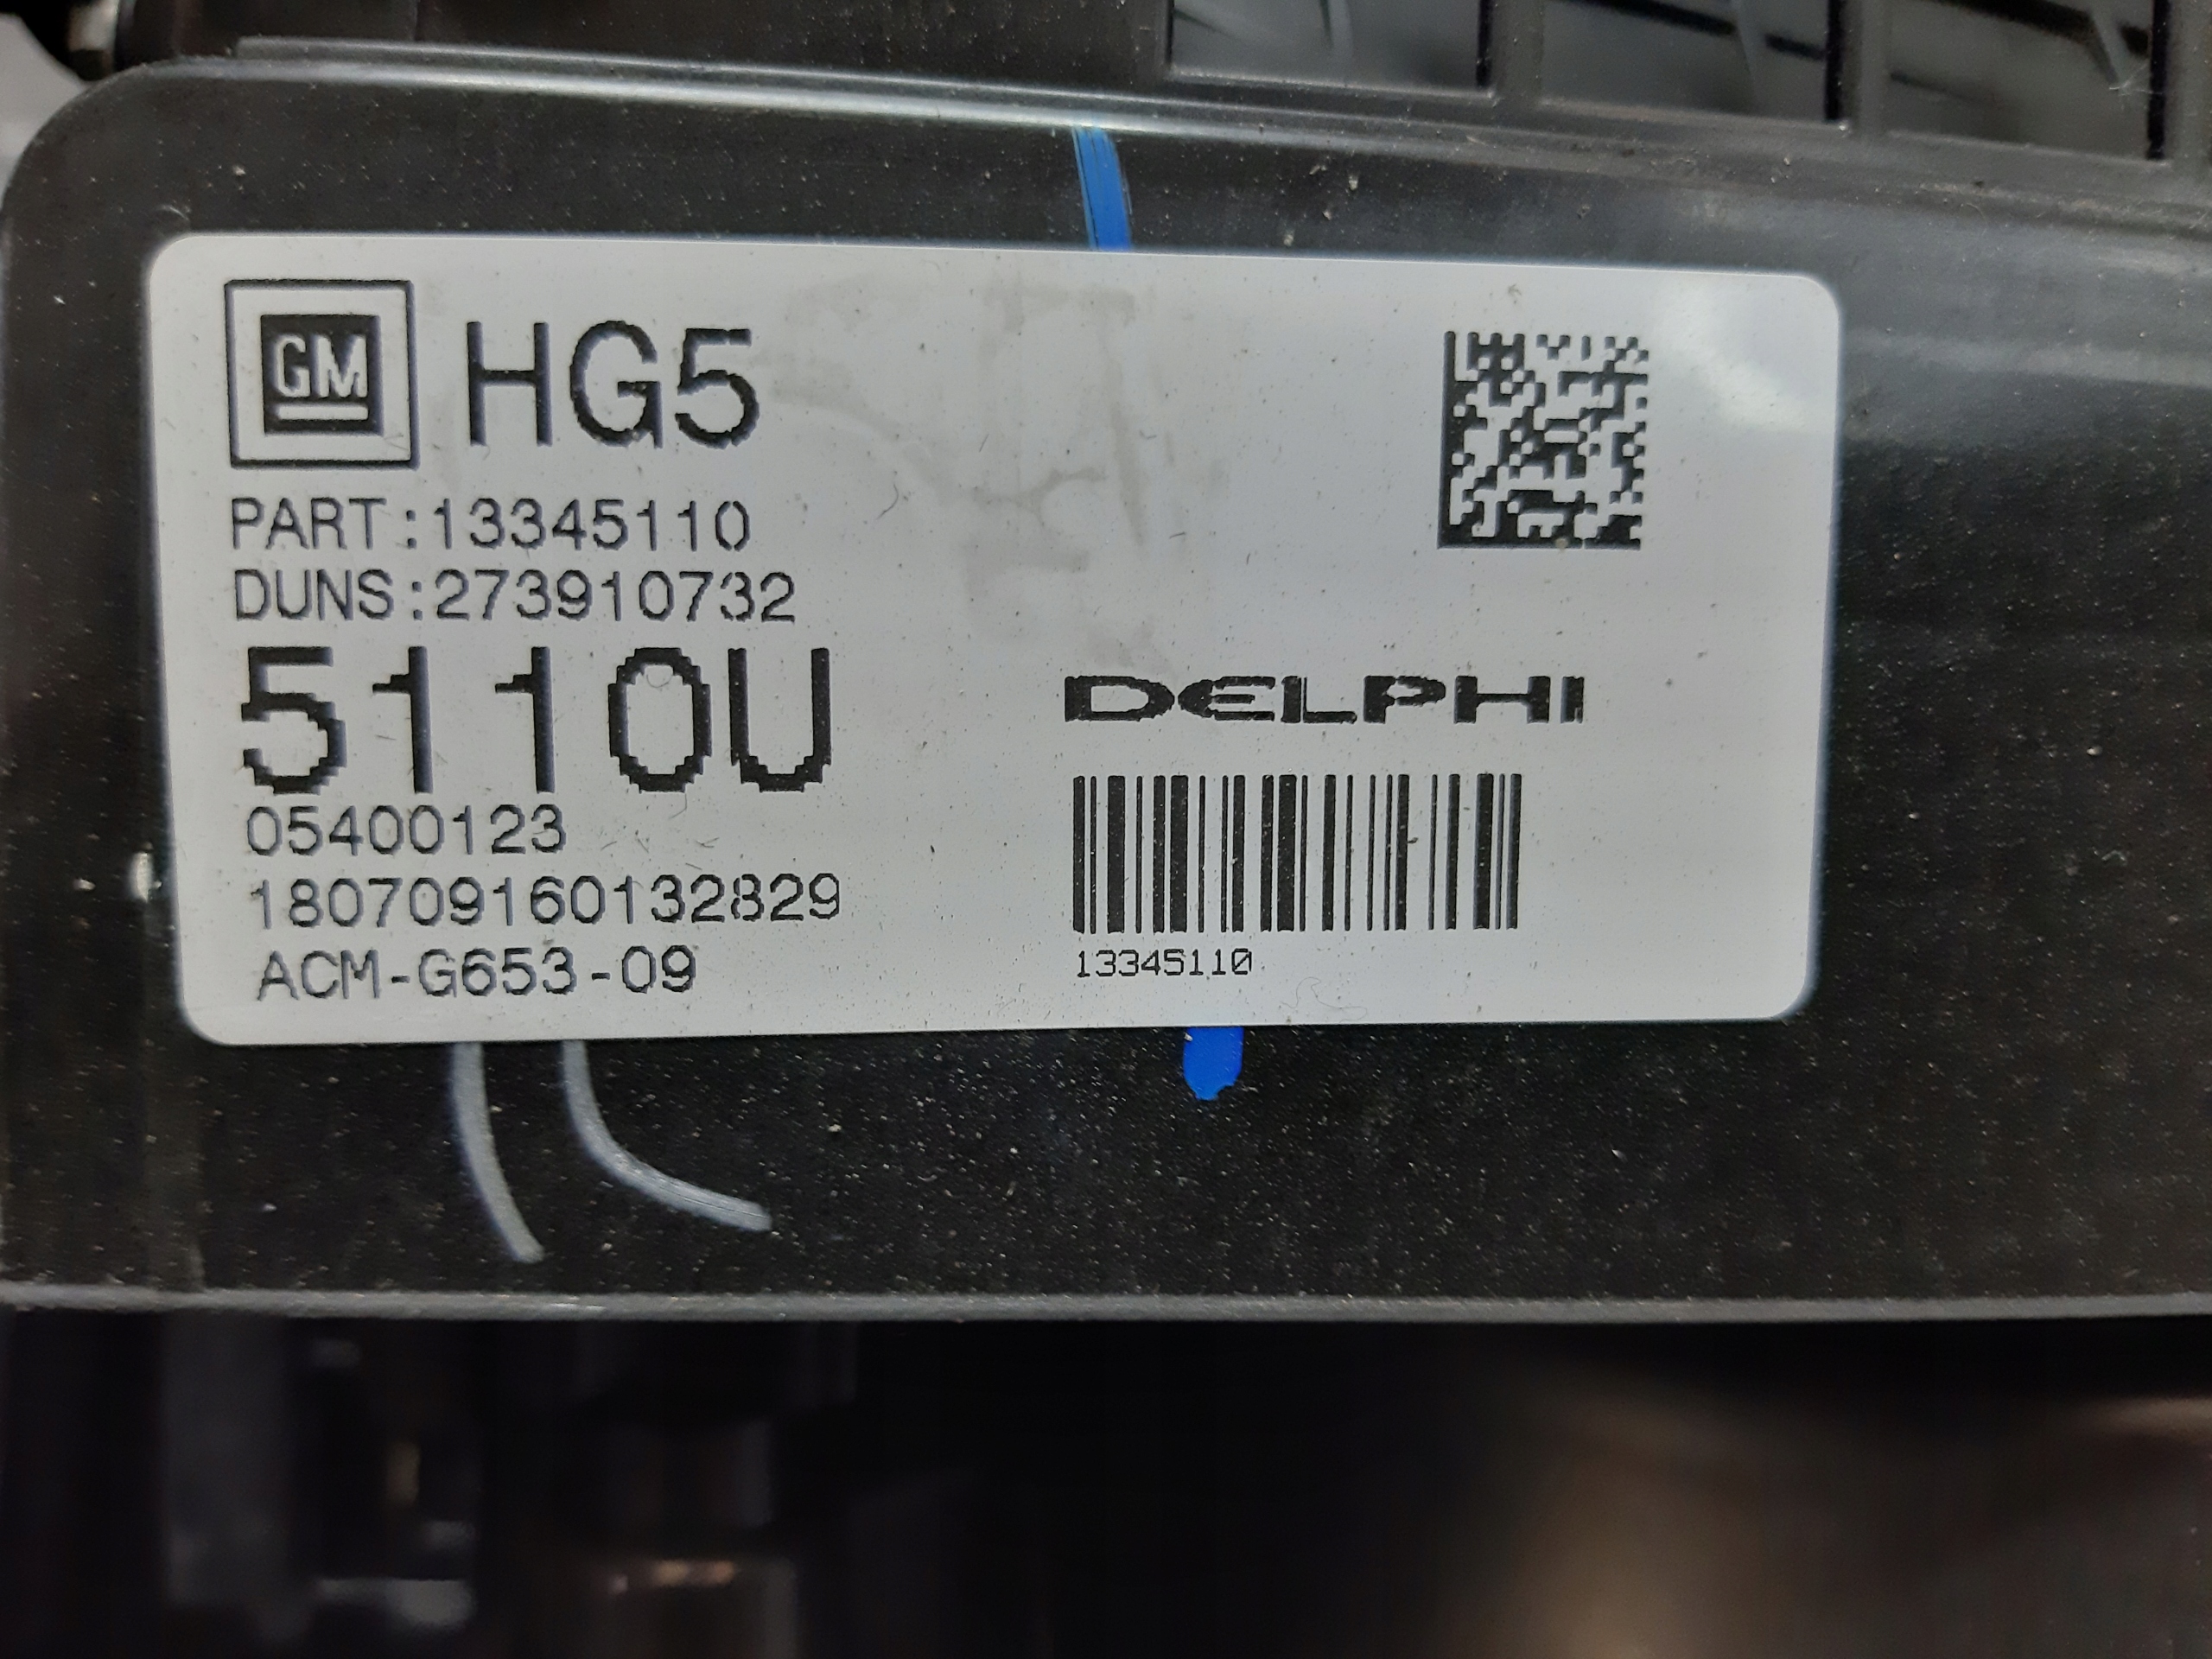 GM HG5
PART:13345110
DUNS:273910732
5110U
05400123
180709160132829
ACM-G653-09
DELPHI
13345110